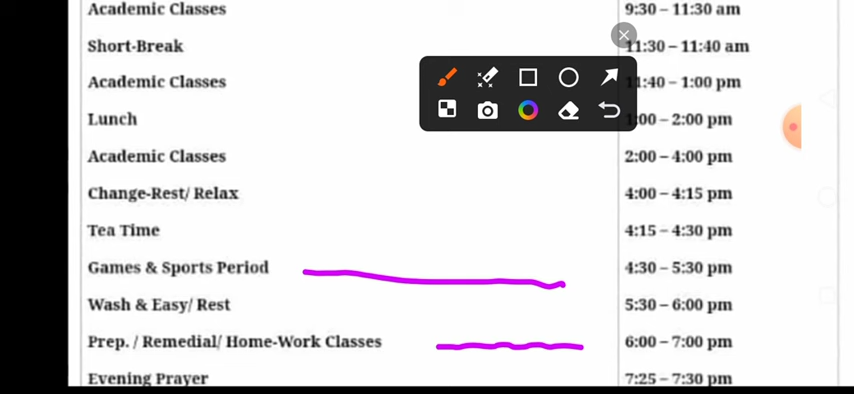 Academic Classes 9:30 – 11:30 am
Short-Break 11:30 – 11:40 am
Academic Classes 11:40 – 1:00 pm
Lunch 1:00 – 2:00 pm
Academic Classes 2:00 – 4:00 pm
Change-Rest/ Relax 4:00 – 4:15 pm
Tea Time 4:15 – 4:30 pm
Games & Sports Period 4:30 – 5:30 pm
Wash & Easy/ Rest 5:30 – 6:00 pm
Prep. / Remedial/ Home-Work Classes 6:00 – 7:00 pm
Evening Prayer 7:25 – 7:30 pm